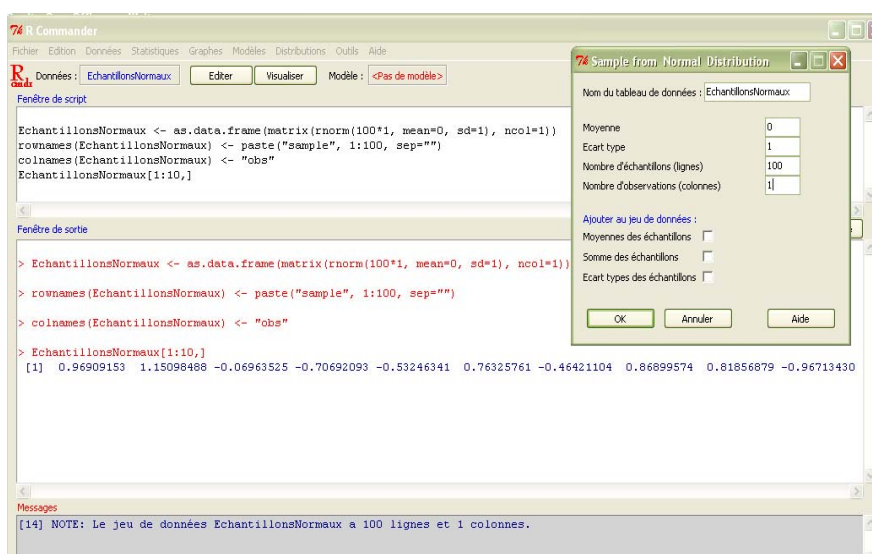 R Commander
Fichier Edition Données Statistiques Graphes Modèles Distributions Outils Aide
R cmdr Données : EchantillonsNormaux Editer Visualiser Modèle : <Pas de modèle>
Fenêtre de script
EchantillonsNormaux <- as.data.frame(matrix(rnorm(100*1, mean=0, sd=1), ncol=1))
rownames(EchantillonsNormaux) <- paste("sample", 1:100, sep="")
colnames(EchantillonsNormaux) <- "obs"
EchantillonsNormaux[1:10,]
Fenêtre de sortie
> EchantillonsNormaux <- as.data.frame(matrix(rnorm(100*1, mean=0, sd=1), ncol=1))
> rownames(EchantillonsNormaux) <- paste("sample", 1:100, sep="")
> colnames(EchantillonsNormaux) <- "obs"
> EchantillonsNormaux[1:10,]
[1] 0.96909153 1.15098488 -0.06963525 -0.70692093 -0.53246341 0.76325761 -0.46421104 0.86899574 0.81856879 -0.96713430
Messages
[14] NOTE: Le jeu de données EchantillonsNormaux a 100 lignes et 1 colonnes.
Sample from Normal Distribution
Nom du tableau de données : EchantillonsNormaux
Moyenne 0
Ecart type 1
Nombre d'échantillons (lignes) 100
Nombre d'observations (colonnes) 1
Ajouter au jeu de données :
Moyennes des échantillons
Somme des échantillons
Ecart types des échantillons
OK Annuler Aide